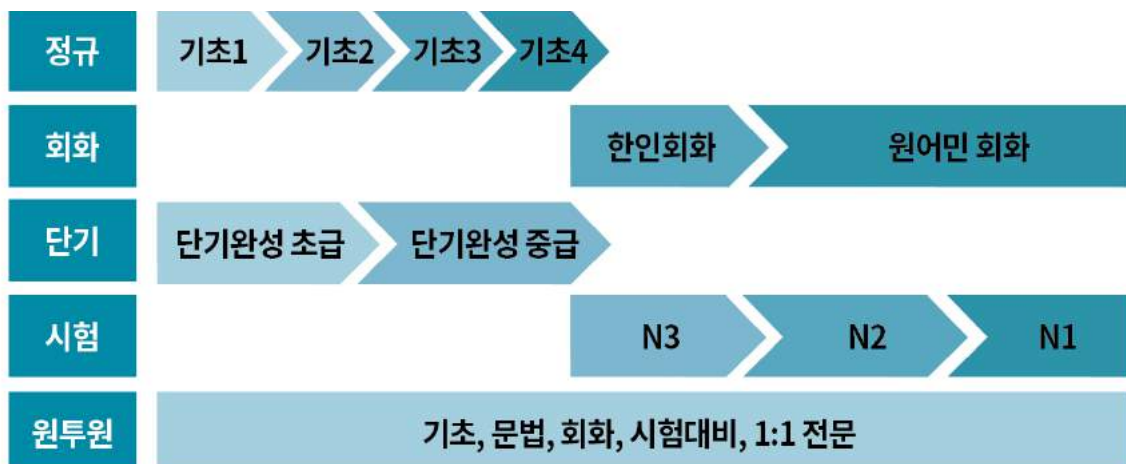 정규 기초1 기초2 기초3 기초4
회화 한인회화 원어민 회화
단기 단기완성 초급 단기완성 중급
시험 N3 N2 N1
원투원 기초, 문법, 회화, 시험대비, 1:1 전문